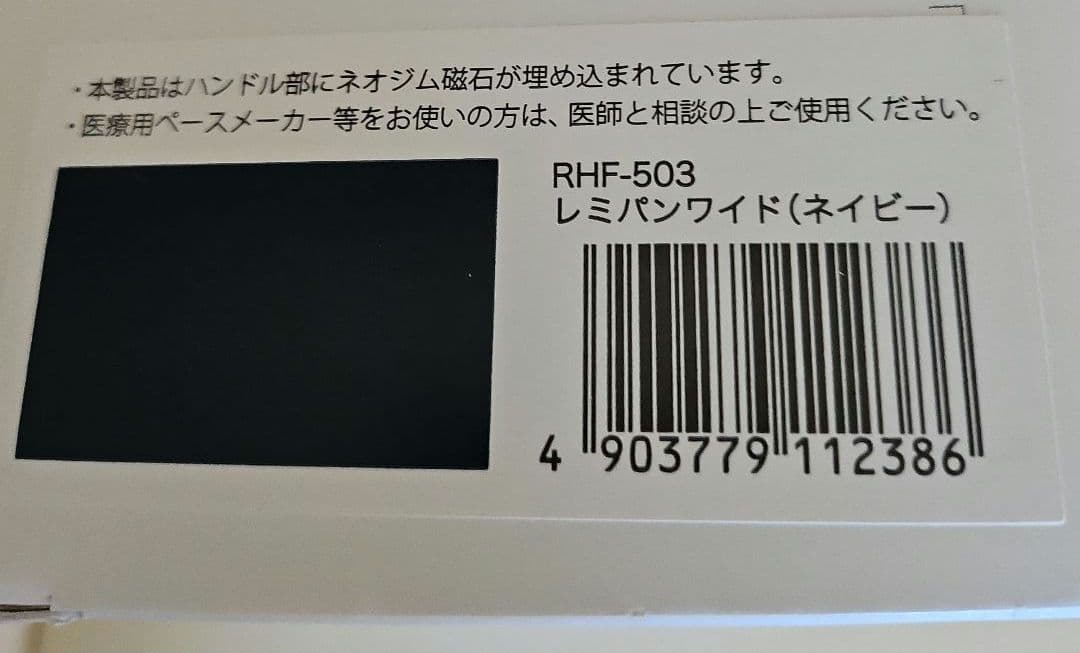 ・本製品はハンドル部にネオジム磁石が埋め込まれています。
・医療用ペースメーカー等をお使いの方は、医師と相談の上ご使用ください。
RHF-503
レミパンワイド(ネイビー)
4 903779 112386